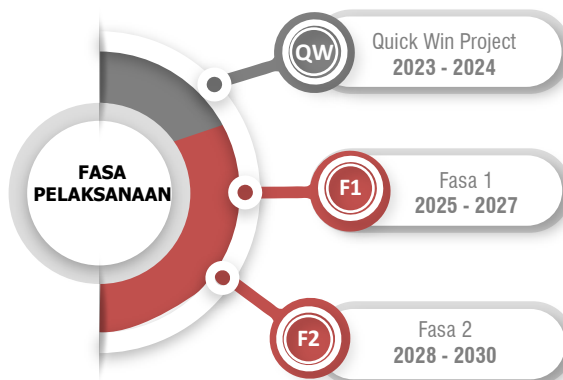 QW
Quick Win Project
2023 - 2024
FASA
PELAKSANAAN
F1
Fasa 1
2025 - 2027
F2
Fasa 2
2028 - 2030